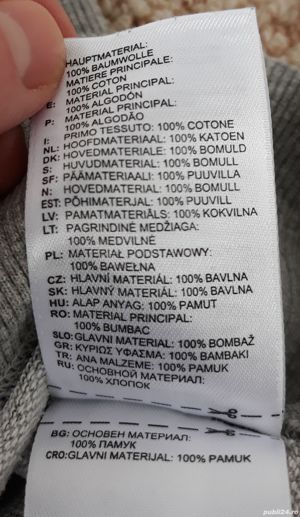 HAUPTMATERIAL:
100% BAUMWOLLE
MATIERE PRINCIPALE:
100% COTON
E: MATERIAL PRINCIPAL:
100% ALGODÓN
P: MATERIAL PRINCIPAL:
100% ALGODÃO
I: PRIMO TESSUTO: 100% COTONE
NL: HOOFDMATERIAAL: 100% KATOEN
DK: HOVEDMATERIALE: 100% BOMULD
S: HUVUDMATERIAL: 100% BOMULL
SF: PÄÄMATERIAALI: 100% PUUVILLA
N: HOVEDMATERIAL: 100% BOMULL
EST: PÕHIMATERJAL: 100% PUUVILL
LV: PAMATMATERIĀLS: 100% KOKVILNA
LT: PAGRINDINĖ MEDŽIAGA:
100% MEDVILNĖ
PL: MATERIAŁ PODSTAWOWY:
100% BAWEŁNA
CZ: HLAVNÍ MATERIÁL: 100% BAVLNA
SK: HLAVNÝ MATERIÁL: 100% BAVLNA
HU: ALAP ANYAG: 100% PAMUT
RO: MATERIAL PRINCIPAL:
100% BUMBAC
SLO: GLAVNI MATERIAL: 100% BOMBAŽ
GR: ΚΥΡΙΟΣ ΥΦΑΣΜΑ: 100% BAMBAKI
TR: ANA MALZEME: 100% PAMUK
RU: ОСНОВНОЙ МАТЕРИАЛ:
100% ХЛОПОК
BG: ОСНОВЕН МАТЕРИАЛ:
100% ПАМУК
CRO: GLAVNI MATERIJAL: 100% PAMUK
publi24.ro